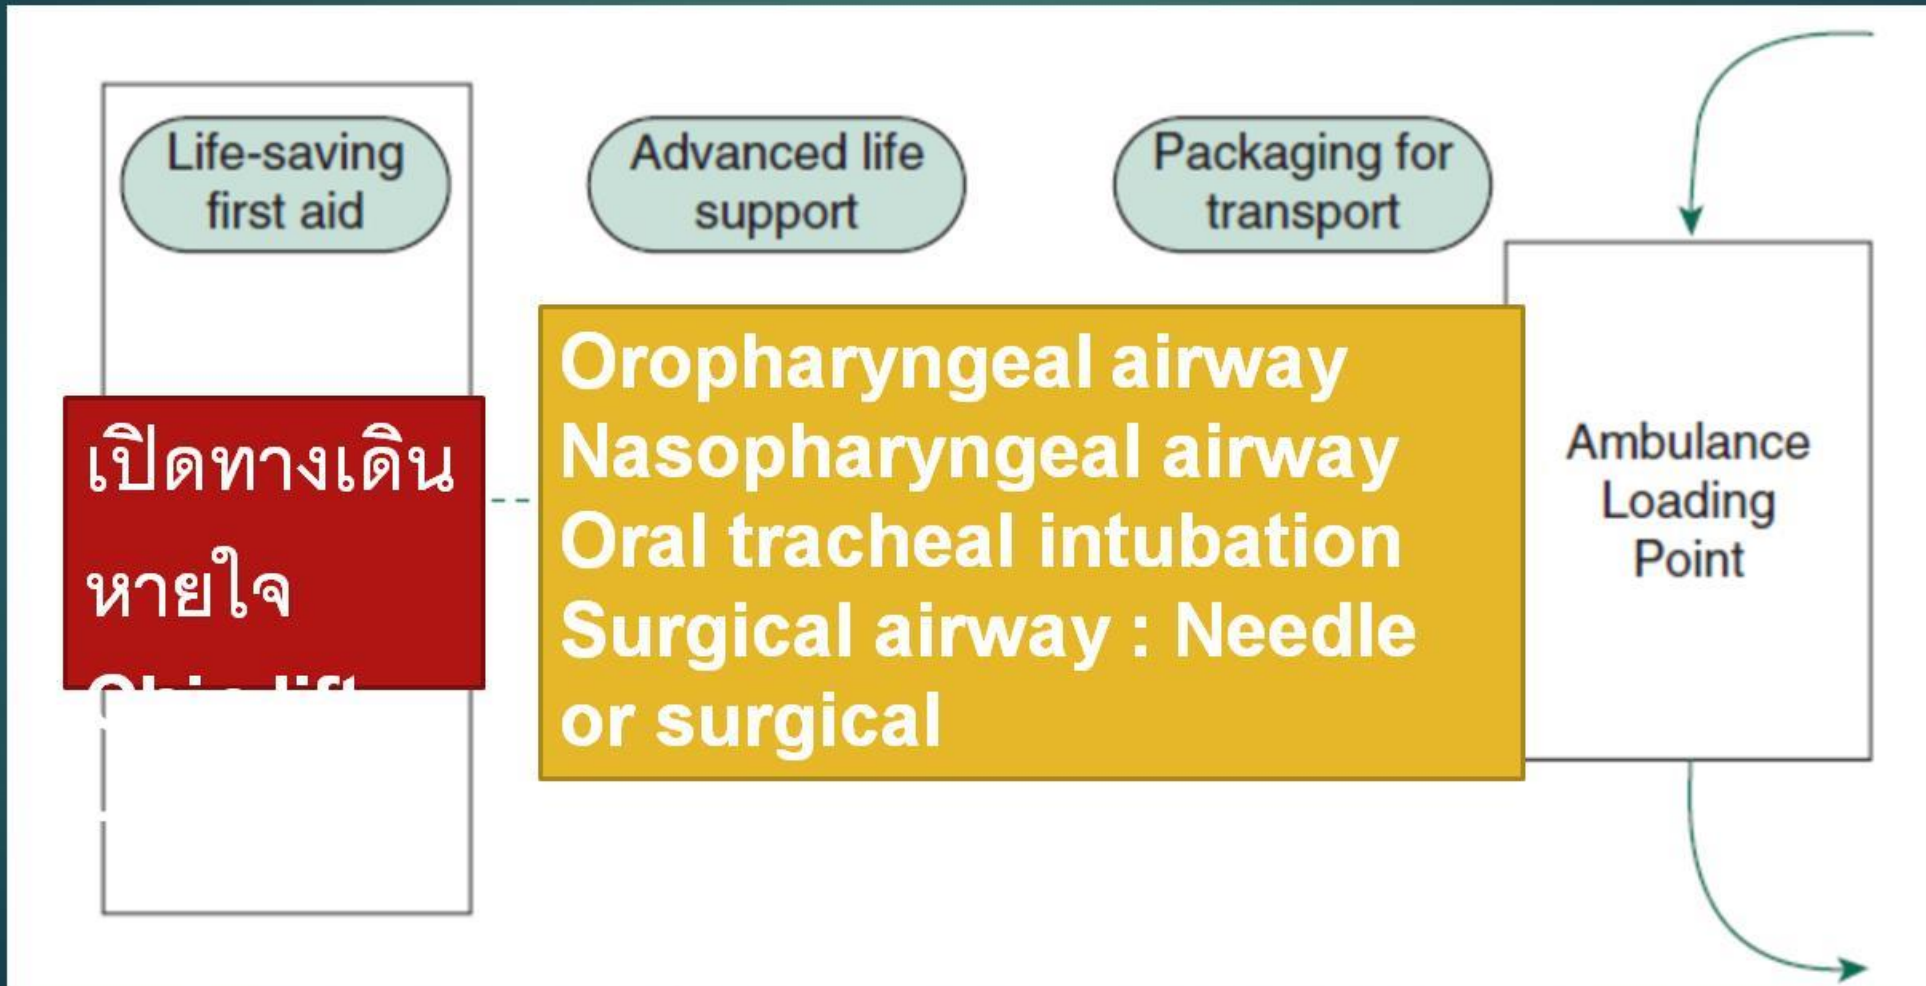 Life-saving
first aid
Advanced life
support
Packaging for
transport
เปิดทางเดิน
หายใจ
Chin lift
Oropharyngeal airway
Nasopharyngeal airway
Oral tracheal intubation
Surgical airway : Needle
or surgical
Ambulance
Loading
Point